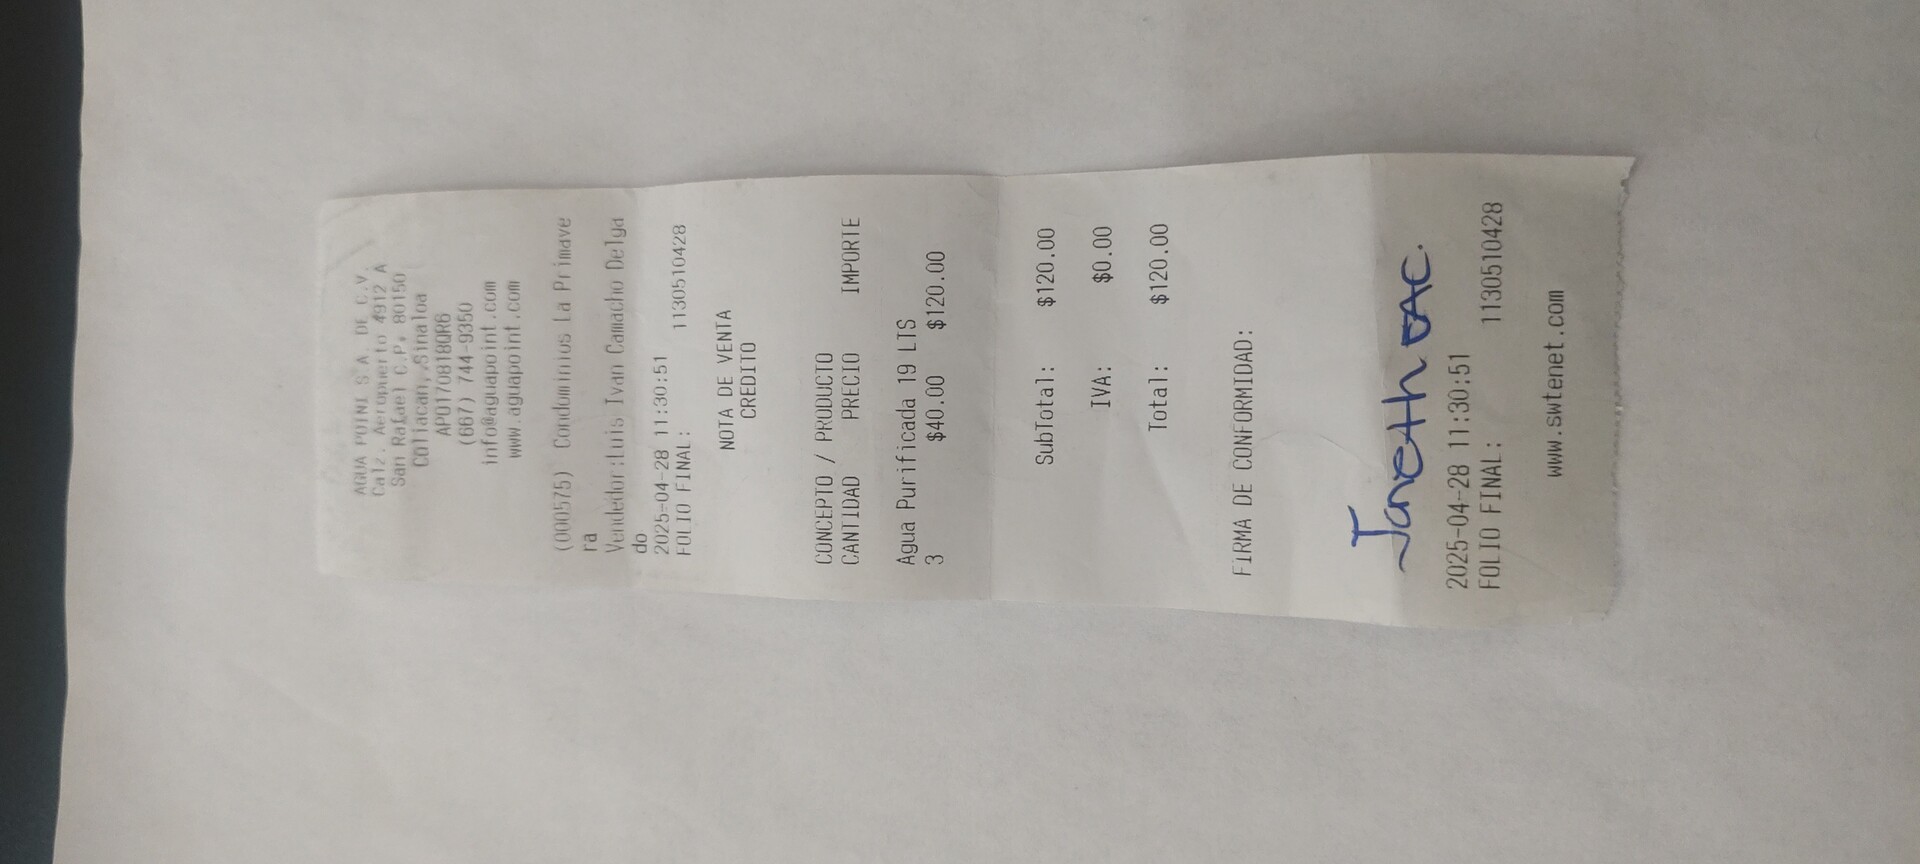 AGUA POINT S A DE C.V.
Calz. Aeropuerto 4912 A
San Rafael C.P. 80150
Culiacan, Sinaloa
APO170818QR6
(667) 744-9350
info@aguapoint.com
www.aguapoint.com
(000575) Condominios La Primave
ra
Vendedor:Luis Ivan Camacho Delga
do
2025-04-28 11:30:51
FOLIO FINAL: 1130510428
NOTA DE VENTA
CREDITO
CONCEPTO / PRODUCTO
CANTIDAD PRECIO IMPORTE
Agua Purificada 19 LTS
3 $40.00 $120.00
SubTotal: $120.00
IVA: $0.00
Total: $120.00
FIRMA DE CONFORMIDAD:
Janeth
2025-04-28 11:30:51
FOLIO FINAL: 1130510428
www.swtenet.com